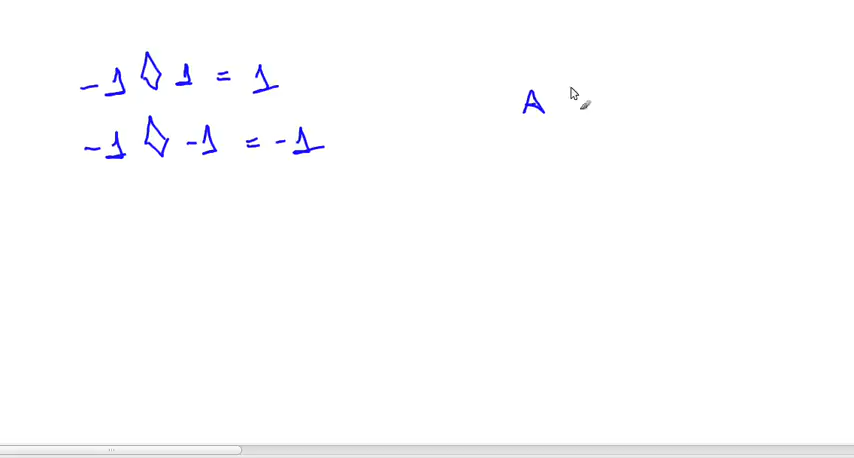 -1 ◊ 1 = 1
A
-1 ◊ -1 = -1